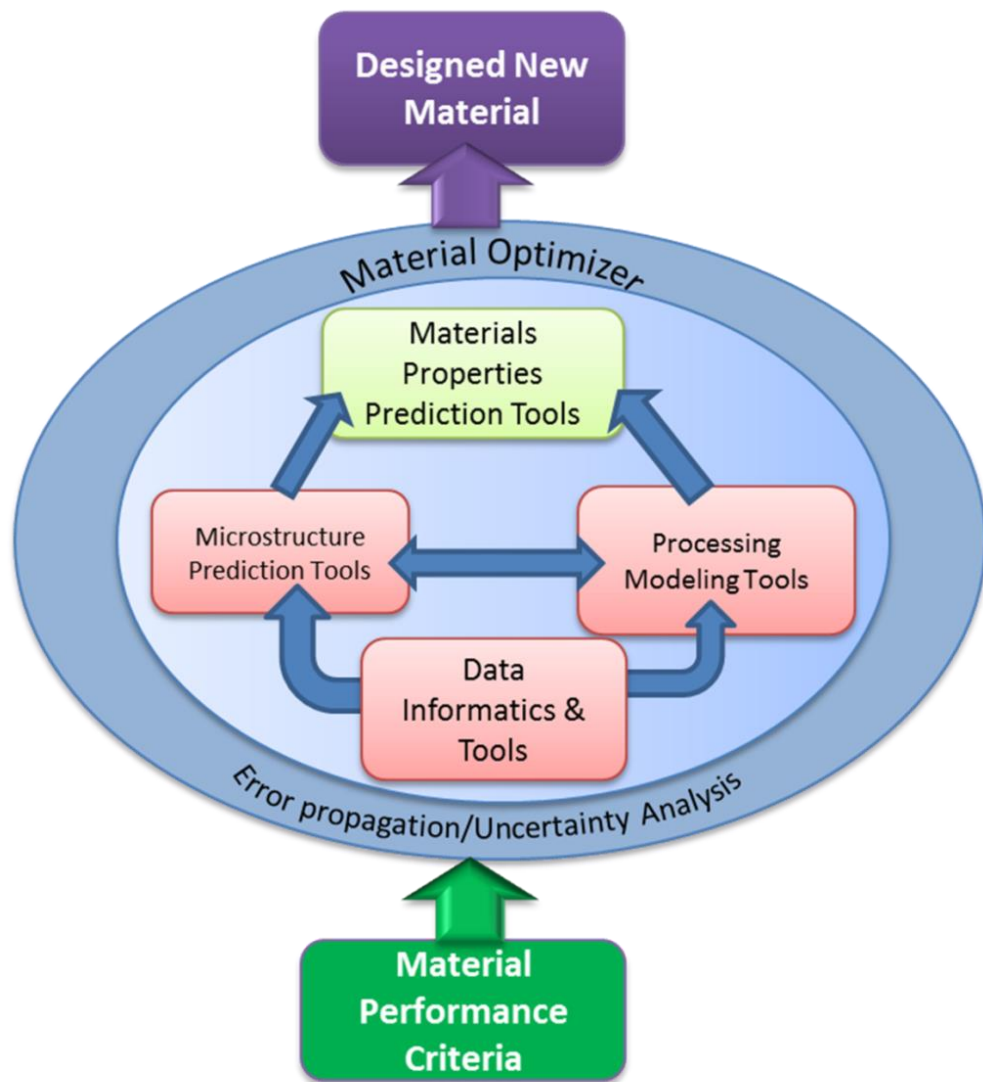 Designed New
Material
Material Optimizer
Materials
Properties
Prediction Tools
Microstructure
Prediction Tools
Processing
Modeling Tools
Data
Informatics &
Tools
Error propagation/Uncertainty Analysis
Material
Performance
Criteria